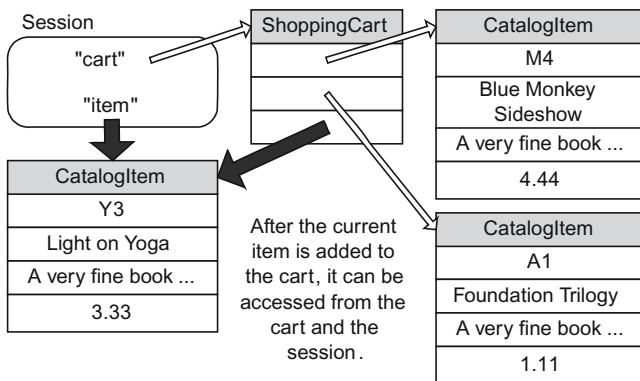 Session
"cart"
"item"
ShoppingCart
CatalogItem
M4
Blue Monkey
Sideshow
A very fine book ...
4.44
CatalogItem
Y3
Light on Yoga
A very fine book ...
3.33
After the current
item is added to
the cart, it can be
accessed from the
cart and the
session.
CatalogItem
A1
Foundation Trilogy
A very fine book ...
1.11